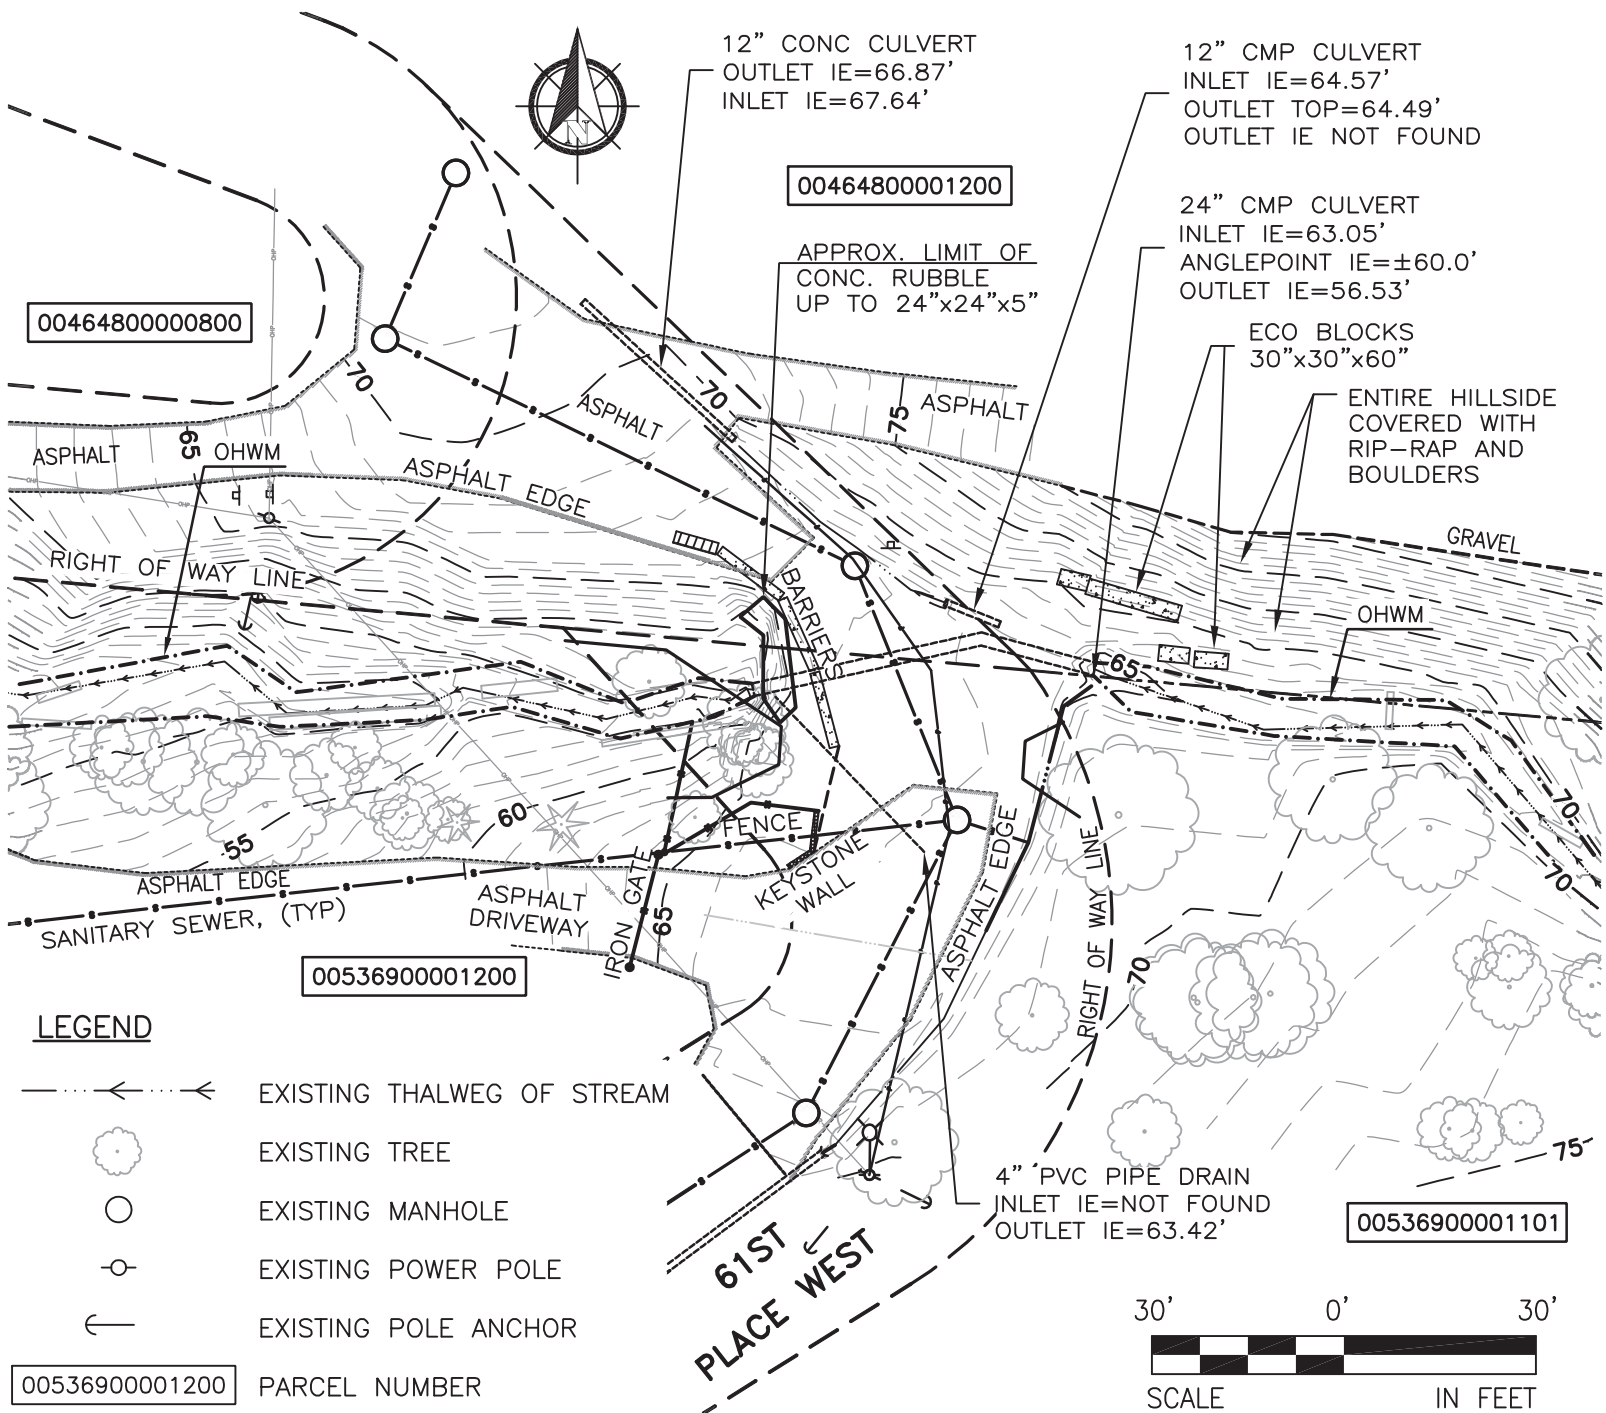 12” CONC CULVERT
OUTLET IE=66.87’
INLET IE=67.64’
12” CMP CULVERT
INLET IE=64.57’
OUTLET TOP=64.49’
OUTLET IE NOT FOUND
N
00464800001200
24” CMP CULVERT
INLET IE=63.05’
ANGLEPOINT IE=±60.0’
OUTLET IE=56.53’
APPROX. LIMIT OF
CONC. RUBBLE
UP TO 24”x24”x5”
00464800000800
ECO BLOCKS
30”x30”x60”
ENTIRE HILLSIDE
COVERED WITH
RIP-RAP AND
BOULDERS
70
70
75
ASPHALT
ASPHALT
65
ASPHALT
OHWM
ASPHALT EDGE
GRAVEL
RIGHT OF WAY LINE
BARRIERS
OHWM
65
60
55
FENCE
70
70
ASPHALT EDGE
SANITARY SEWER, (TYP)
ASPHALT
DRIVEWAY
IRON GATE
65
KEYSTONE
WALL
ASPHALT EDGE
RIGHT OF WAY LINE
70
00536900001200
LEGEND
EXISTING THALWEG OF STREAM
EXISTING TREE
EXISTING MANHOLE
EXISTING POWER POLE
EXISTING POLE ANCHOR
00536900001200 PARCEL NUMBER
4” PVC PIPE DRAIN
INLET IE=NOT FOUND
OUTLET IE=63.42’
75
00536900001101
61ST
PLACE WEST
30’ 0’ 30’
SCALE IN FEET